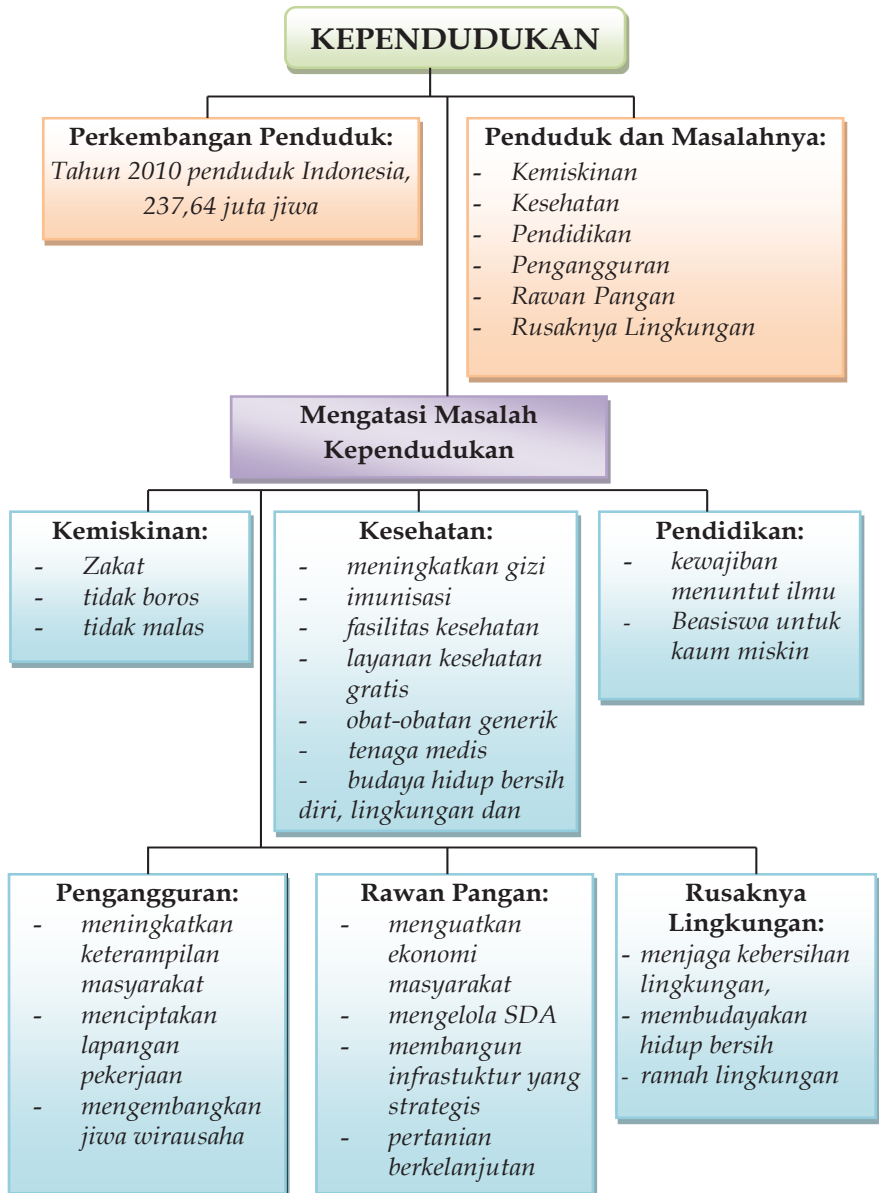 KEPENDUDUKAN
Perkembangan Penduduk:
Tahun 2010 penduduk Indonesia,
237,64 juta jiwa
Penduduk dan Masalahnya:
- Kemiskinan
- Kesehatan
- Pendidikan
- Pengangguran
- Rawan Pangan
- Rusaknya Lingkungan
Mengatasi Masalah
Kependudukan
Kemiskinan:
- Zakat
- tidak boros
- tidak malas
Kesehatan:
- meningkatkan gizi
- imunisasi
- fasilitas kesehatan
- layanan kesehatan
gratis
- obat-obatan generik
- tenaga medis
- budaya hidup bersih
diri, lingkungan dan
Pendidikan:
- kewajiban
menuntut ilmu
- Beasiswa untuk
kaum miskin
Pengangguran:
- meningkatkan
keterampilan
masyarakat
- menciptakan
lapangan
pekerjaan
- mengembangkan
jiwa wirausaha
Rawan Pangan:
- menguatkan
ekonomi
masyarakat
- mengelola SDA
- membangun
infrastuktur yang
strategis
- pertanian
berkelanjutan
Rusaknya
Lingkungan:
- menjaga kebersihan
lingkungan,
- membudayakan
hidup bersih
- ramah lingkungan